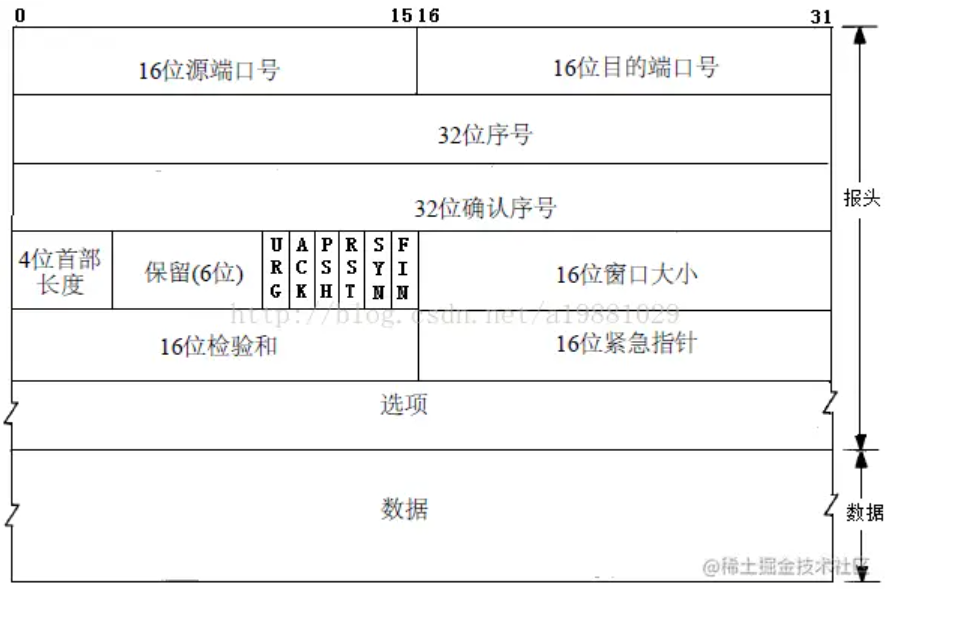 0 15 16 31
16位源端口号 16位目的端口号
32位序号
32位确认序号
报头
4位首部
长度
保留(6位)
URG ACK PSH RST SYN FIN
16位窗口大小
http://blog.csdn.net/a19881029
16位检验和 16位紧急指针
选项
数据
数据
@稀土掘金技术社区